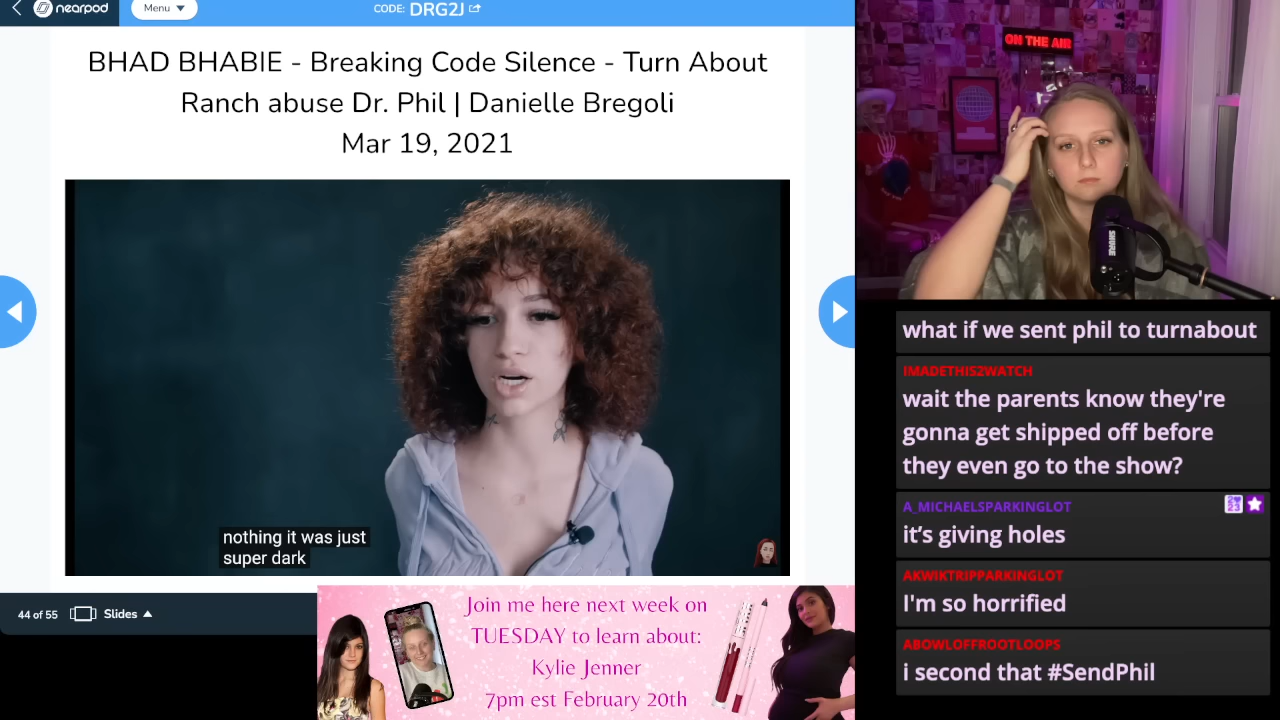 nearpod
Menu
CODE: DRG2J
ON THE AIR
BHAD BHABIE - Breaking Code Silence - Turn About
Ranch abuse Dr. Phil | Danielle Bregoli
Mar 19, 2021
SHURE
nothing it was just
super dark
what if we sent phil to turnabout
IMADETHIS2WATCH
wait the parents know they're
gonna get shipped off before
they even go to the show?
A_MICHAELSPARKINGLOT
it’s giving holes
AKWIKTRIPPARKINGLOT
I'm so horrified
ABOWLOFFROOTLOOPS
i second that #SendPhil
44 of 55
Slides
Join me here next week on
TUESDAY to learn about:
Kylie Jenner
7pm est February 20th